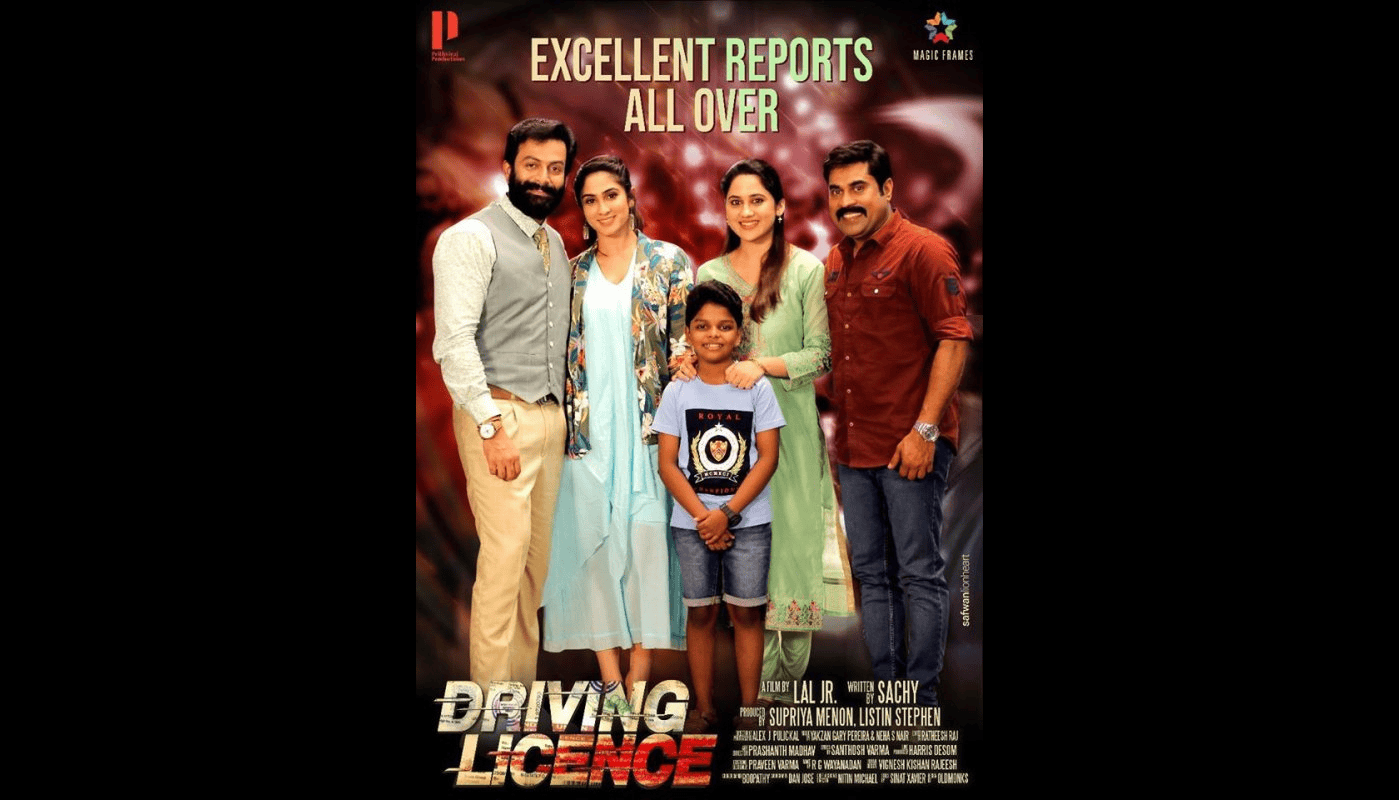 Prithviraj
Productions
MAGIC FRAMES
EXCELLENT REPORTS
ALL OVER
ROYAL
safwanlionheart
DRIVING
LICENCE
A FILM BY LAL JR. WRITTEN BY SACHY
PRODUCED BY SUPRIYA MENON, LISTIN STEPHEN
ALEX J PULICKAL YAKZAN GARY PEREIRA & NEHA S NAIR RATHEESH RAJ
PRASHANTH MADHAV SANTHOSH VARMA HARRIS DESOM
PRAVEEN VARMA R G WAYANADAN VIGNESH KISHAN RAJEESH
BOOPATHY DAN JOSE NITIN MICHAEL SINAT XAVIER OLDMONKS